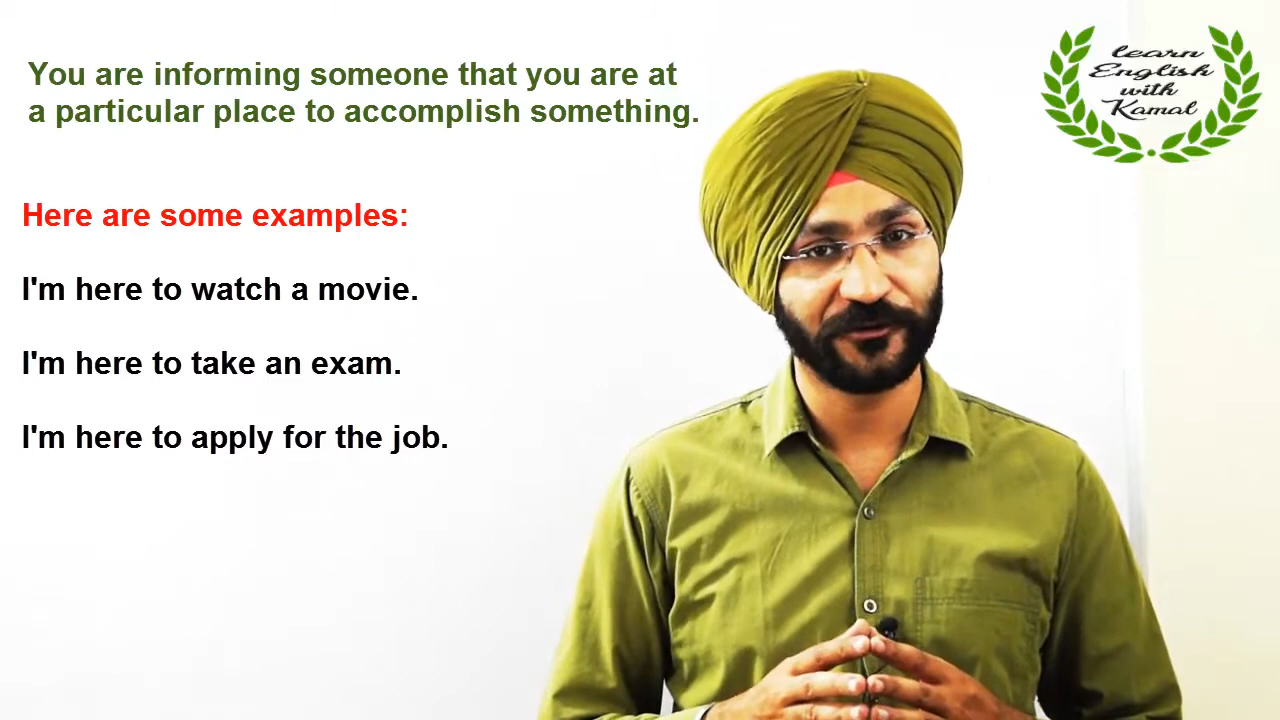 You are informing someone that you are at
a particular place to accomplish something.
learn
English
with
Kamal
Here are some examples:
I'm here to watch a movie.
I'm here to take an exam.
I'm here to apply for the job.